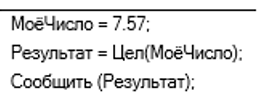 МоёЧисло = 7.57;
Результат = Цел(МоёЧисло);
Сообщить (Результат);